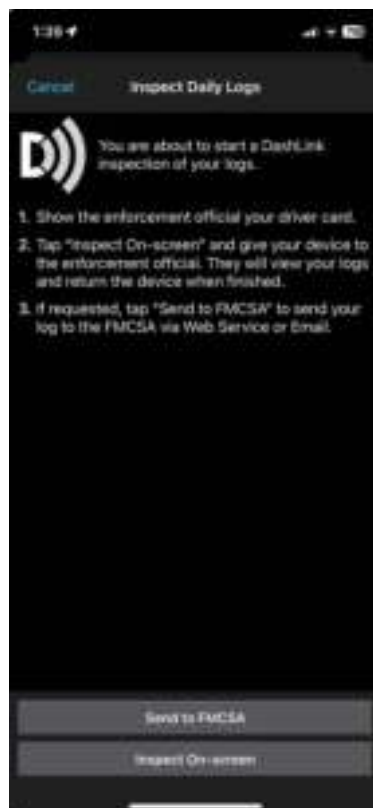 1:39
Cancel
Inspect Daily Logs
D
You are about to start a DashLink
inspection of your logs.
1. Show the enforcement official your driver card.
2. Tap "Inspect On-screen" and give your device to
the enforcement official. They will view your logs
and return the device when finished.
3. If requested, tap "Send to FMCSA" to send your
log to the FMCSA via Web Service or Email.
Send to FMCSA
Inspect On-screen